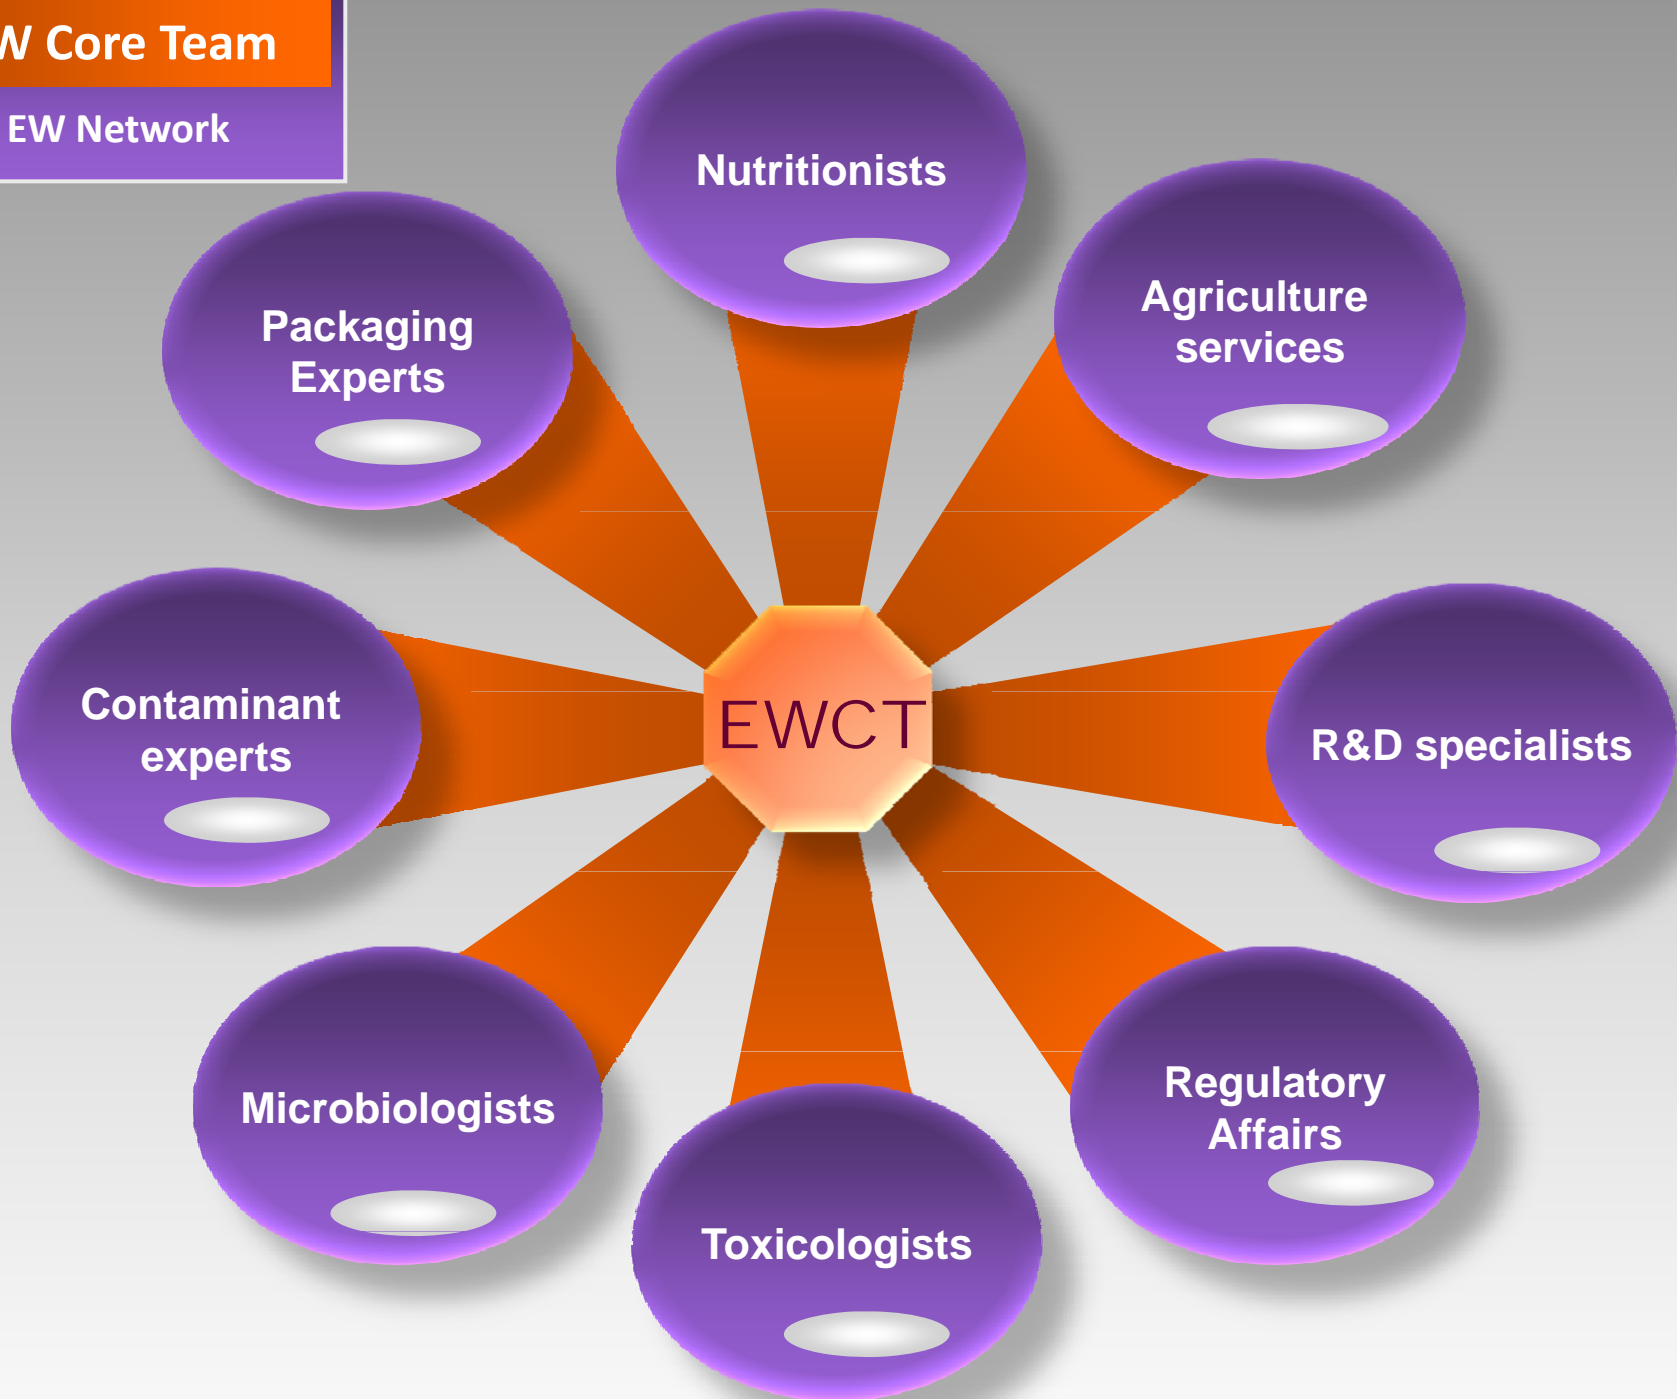 W Core Team
EW Network
Nutritionists
Agriculture
services
Packaging
Experts
Contaminant
experts
EWCT
R&D specialists
Microbiologists
Regulatory
Affairs
Toxicologists